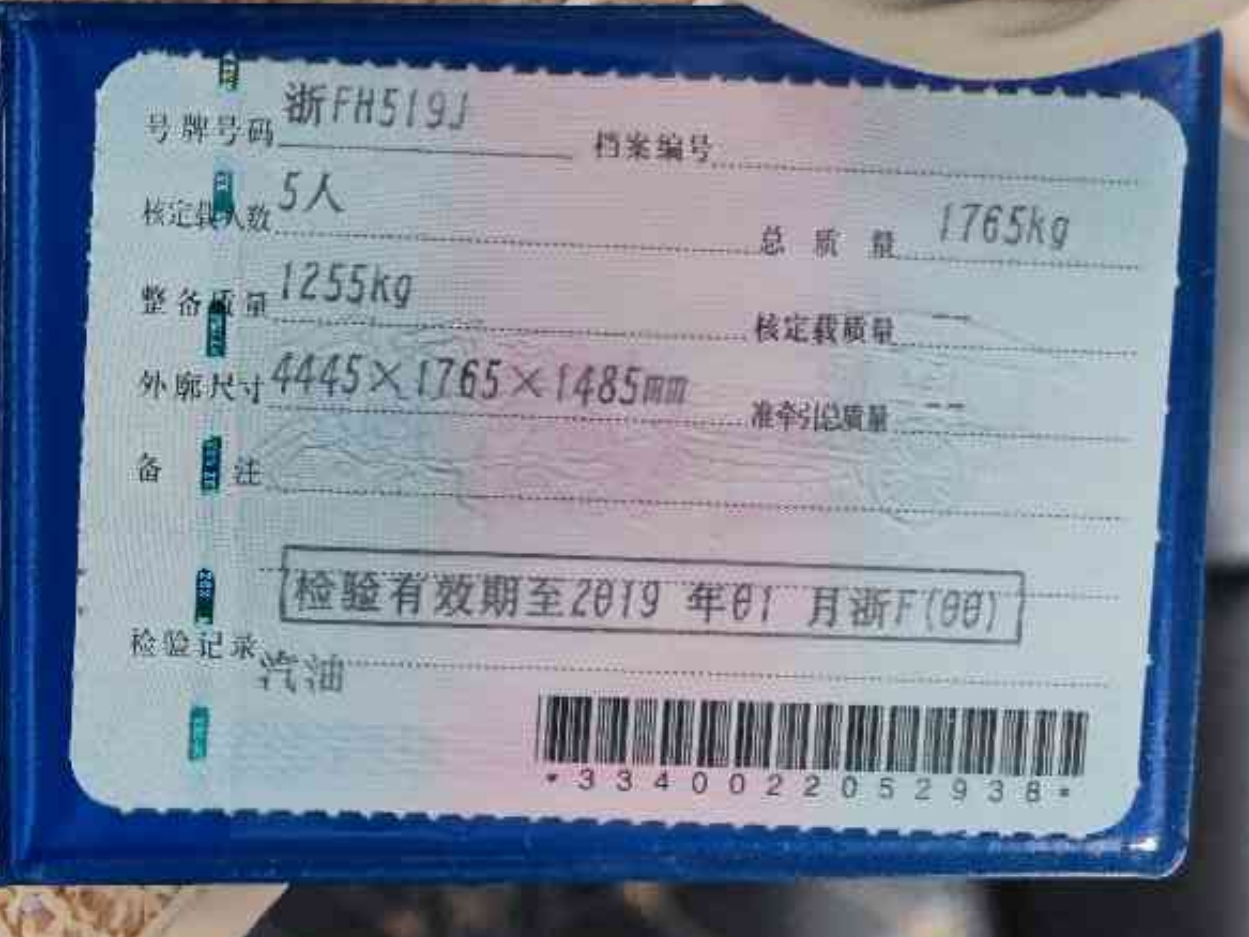 号牌号码 浙FH519J 档案编号
核定载人数 5人 总质量 1765kg
整备质量 1255kg 核定载质量 --
外廓尺寸 4445×1765×1485mm 准牵引总质量 --
备注
检验有效期至2019 年01 月浙F(00)
检验记录
汽油
*3340022052938*